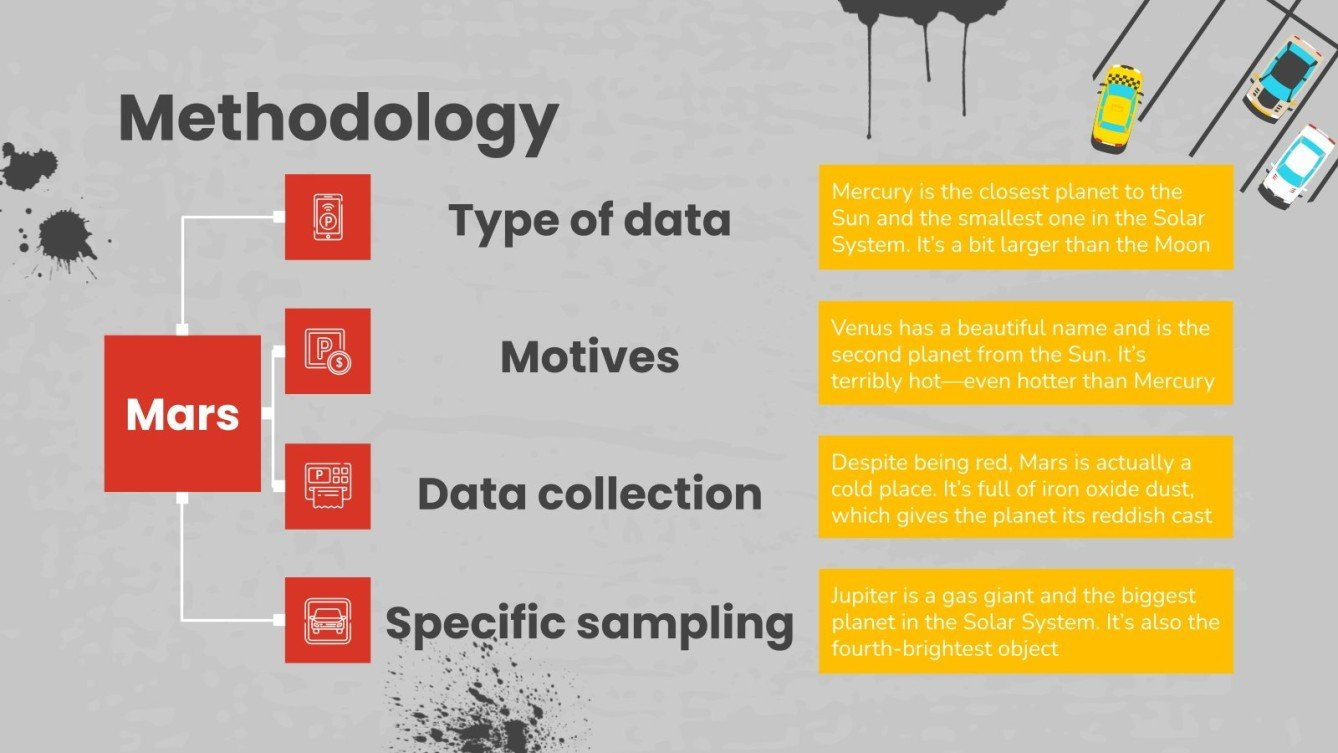 Methodology
Mars
Type of data
Mercury is the closest planet to the
Sun and the smallest one in the Solar
System. It’s a bit larger than the Moon
Motives
Venus has a beautiful name and is the
second planet from the Sun. It’s
terribly hot—even hotter than Mercury
Data collection
Despite being red, Mars is actually a
cold place. It’s full of iron oxide dust,
which gives the planet its reddish cast
Specific sampling
Jupiter is a gas giant and the biggest
planet in the Solar System. It’s also the
fourth-brightest object
P
P
$
P